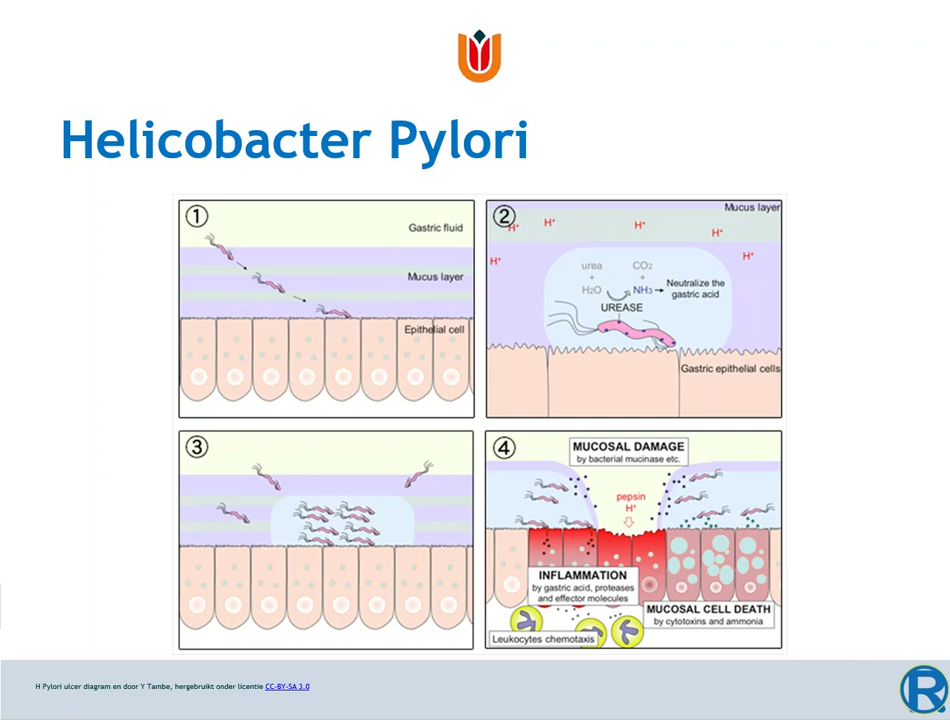 Helicobacter Pylori
①
Gastric fluid
Mucus layer
Epithelial cell
②
Mucus layer
H⁺
H⁺
H⁺
H⁺
H⁺
H⁺
urea
CO₂
+
+
H₂O
NH₃
Neutralize the
gastric acid
UREASE
Gastric epithelial cells
③
④
MUCOSAL DAMAGE
by bacterial mucinase etc.
pepsin
H⁺
INFLAMMATION
by gastric acid, proteases
and effector molecules
MUCOSAL CELL DEATH
by cytotoxins and ammonia
Leukocytes chemotaxis
H Pylori ulcer diagram en door Y Tambe, hergebruikt onder licentie CC-BY-SA 3.0
R